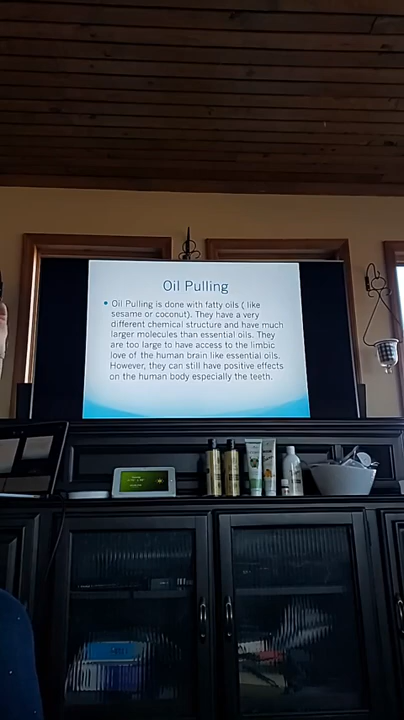 Oil Pulling
• Oil Pulling is done with fatty oils ( like
sesame or coconut). They have a very
different chemical structure and have much
larger molecules than essential oils. They
are too large to have access to the limbic
love of the human brain like essential oils.
However, they can still have positive effects
on the human body especially the teeth.